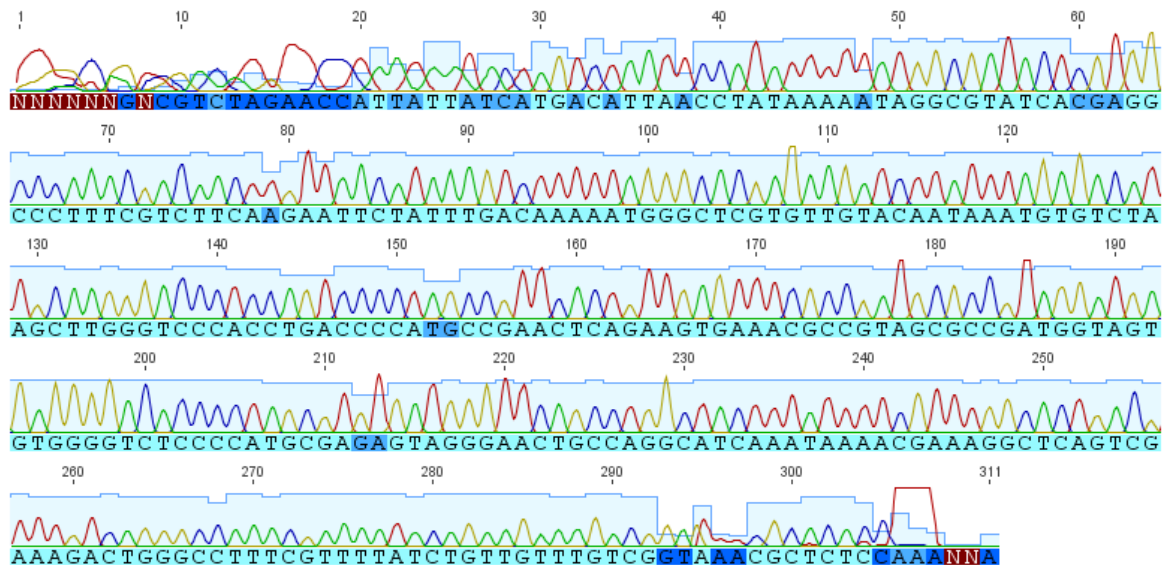 1 10 20 30 40 50 60
NNNNNNGNCGTCTAGAACCATTATTATCATGACATTAACCTATAAAAATAGGCGTATCACGAGG
70 80 90 100 110 120
CCCTTTCGTCTTCAAGAATTCTATTTGACAAAAATGGGCTCGTGTTGTACAATAAATGTGTCTA
130 140 150 160 170 180 190
AGCTTGGGTCCCACCTGACCCCATGCCGAACTCAGAAGTGAAACGCCGTAGCGCCGATGGTAGT
200 210 220 230 240 250
GTGGGGTCTCCCCATGCGAGAGTAGGGAACTGCCAGGCATCAAATAAAACGAAAGGCTCAGTCG
260 270 280 290 300 311
AAAGACTGGGCCTTTCGTTTTATCTGTTGTTTGTCGGTAAACGCTCTCCAAANNA